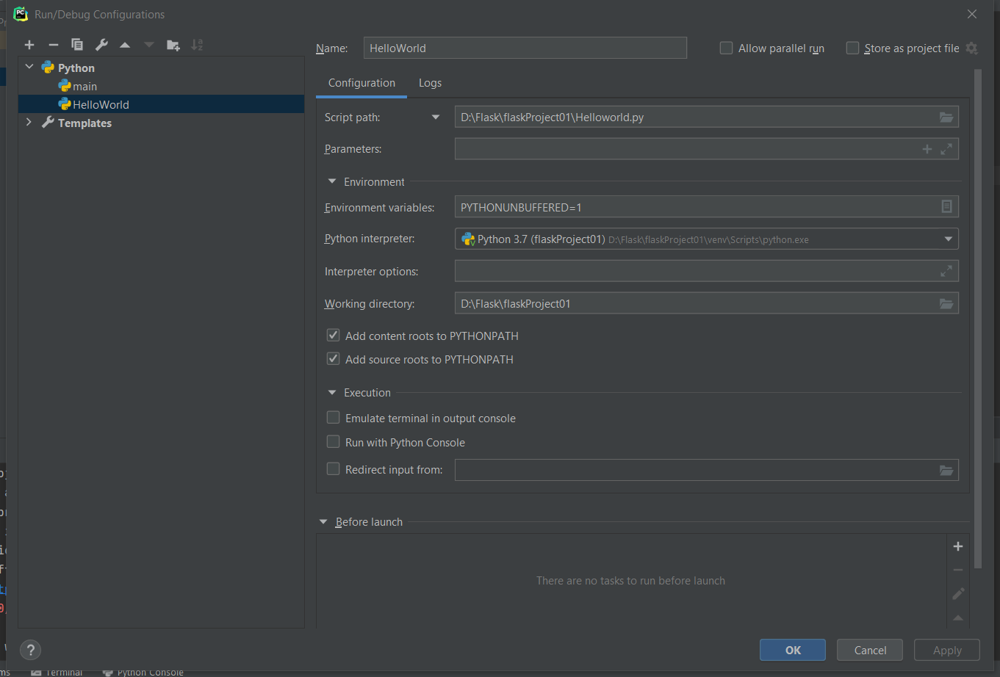 PC
Run/Debug Configurations
Name: HelloWorld
Allow parallel run
Store as project file
Python
main
HelloWorld
Templates
Configuration
Logs
Script path: D:\Flask\flaskProject01\Helloworld.py
Parameters:
Environment
Environment variables: PYTHONUNBUFFERED=1
Python interpreter: Python 3.7 (flaskProject01) D:\Flask\flaskProject01\venv\Scripts\python.exe
Interpreter options:
Working directory: D:\Flask\flaskProject01
Add content roots to PYTHONPATH
Add source roots to PYTHONPATH
Execution
Emulate terminal in output console
Run with Python Console
Redirect input from:
Before launch
There are no tasks to run before launch
?
OK
Cancel
Apply
Terminal
Python Console